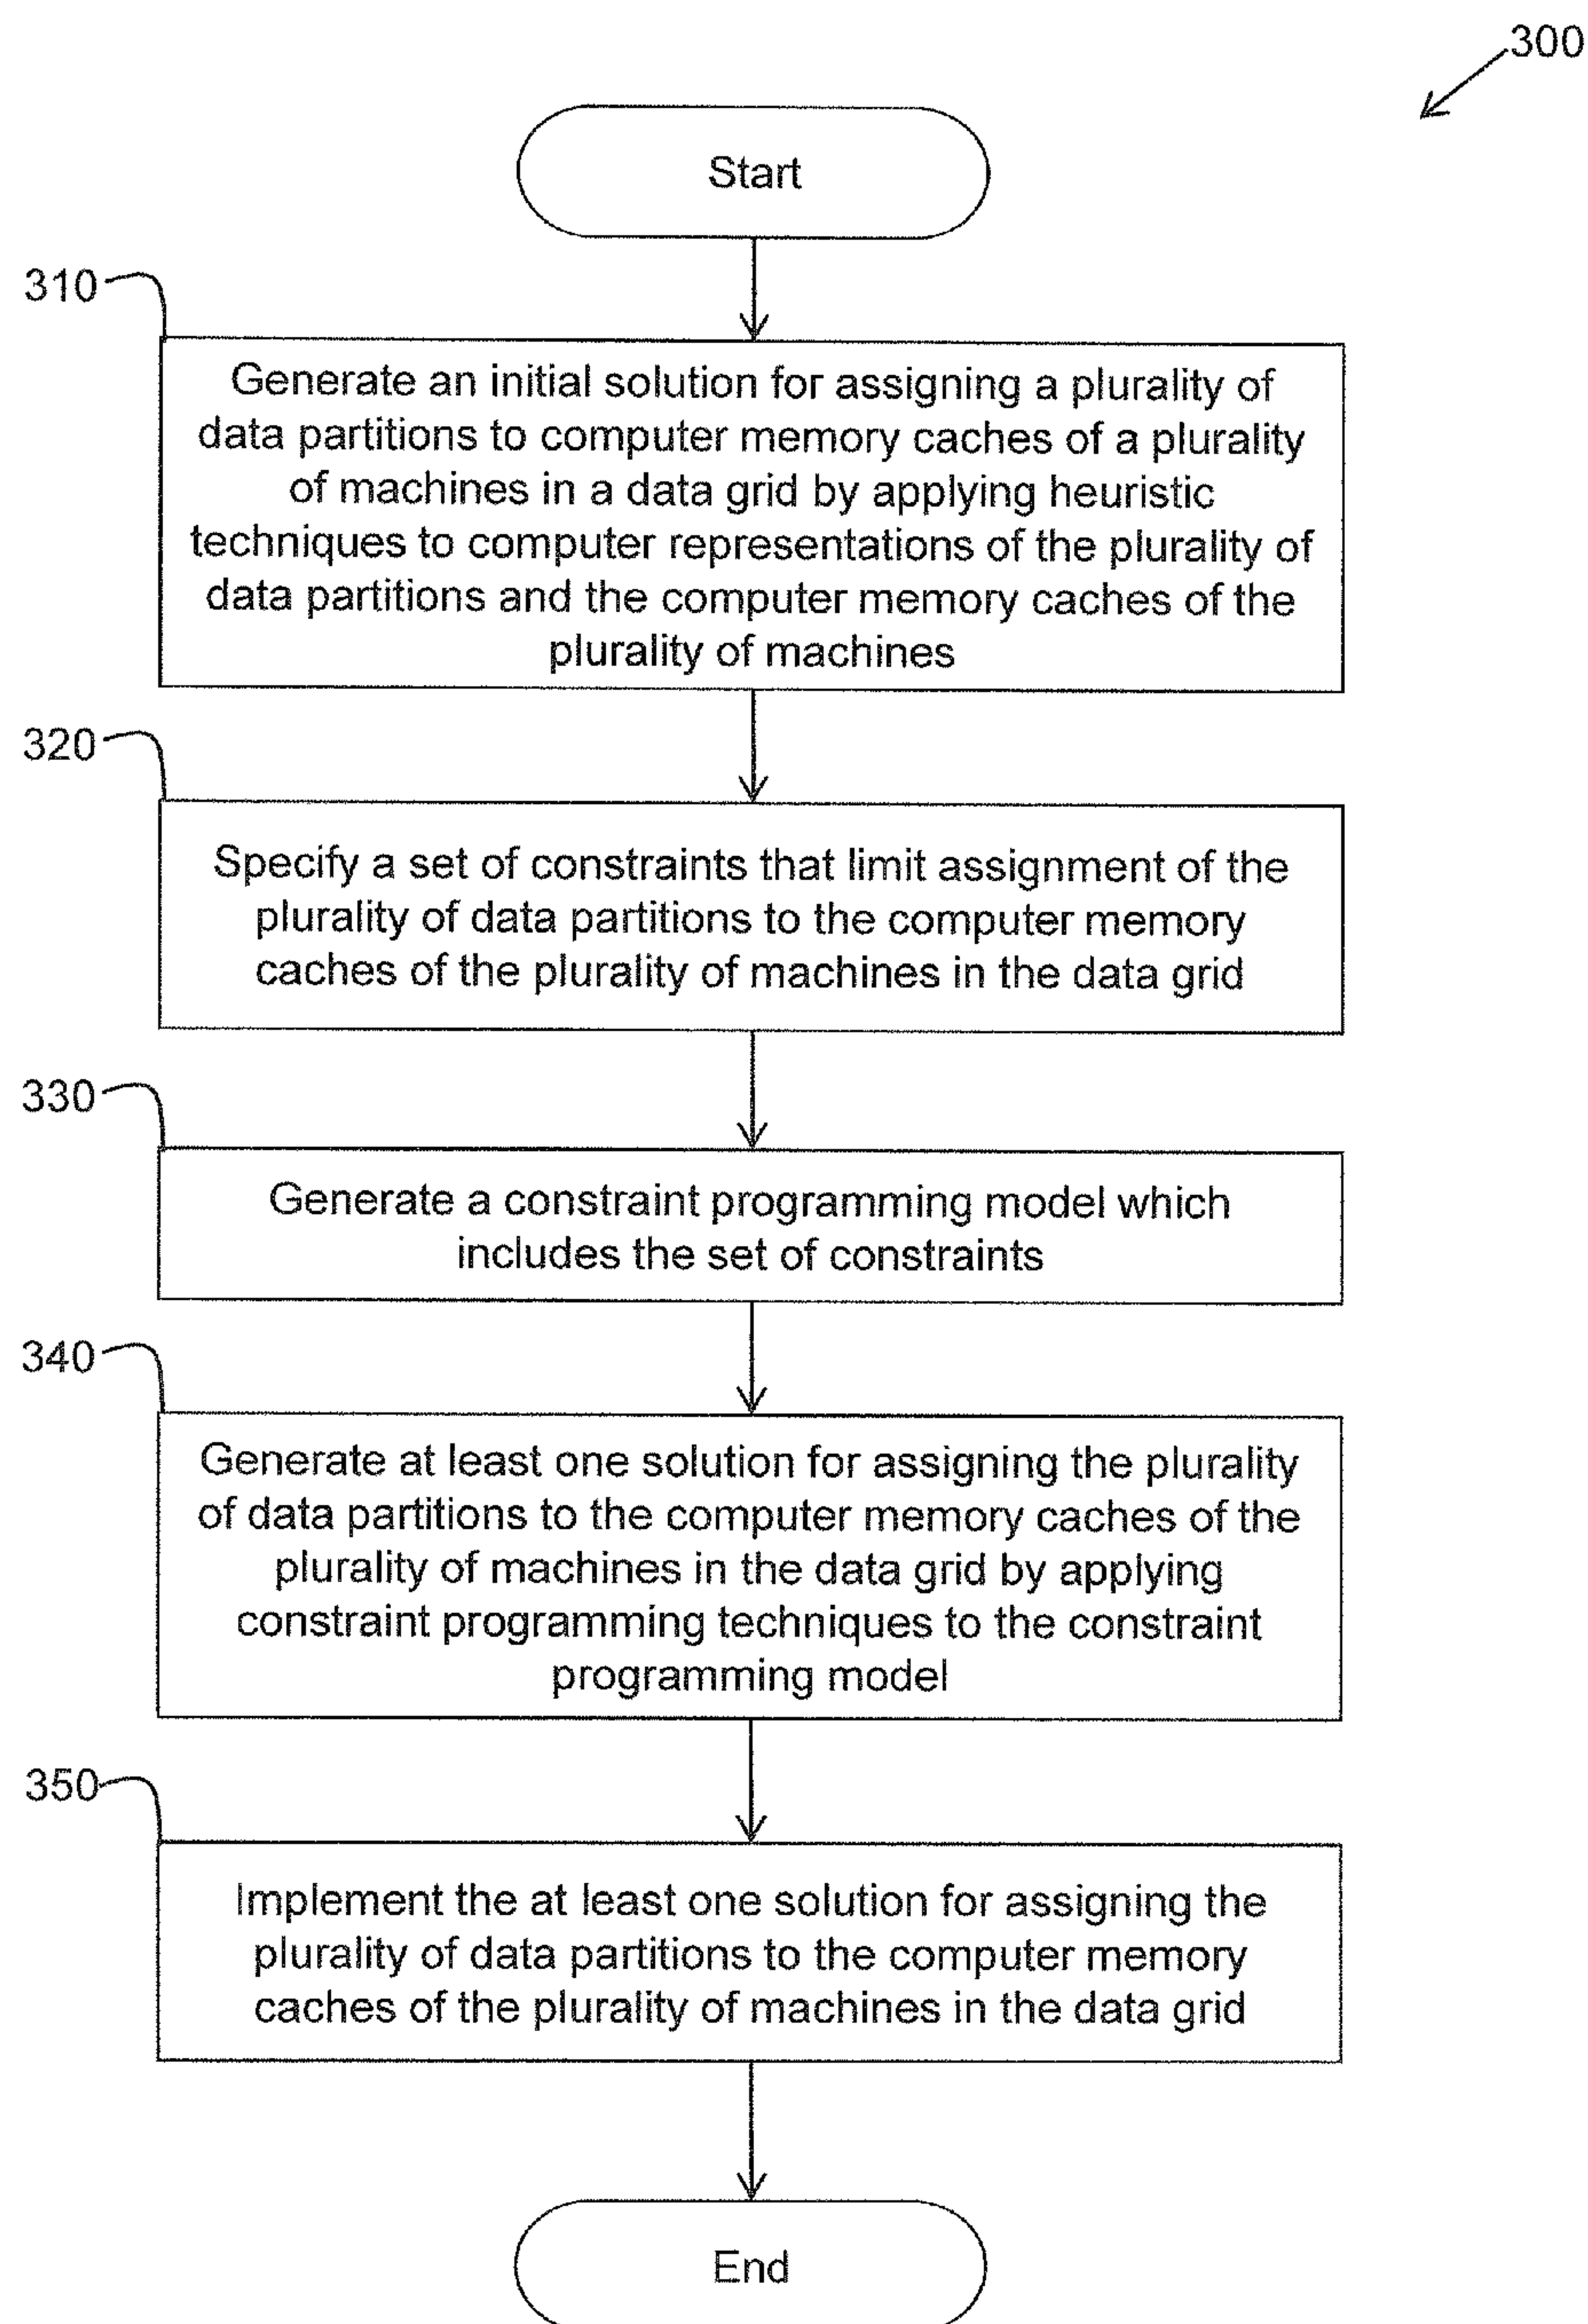 300
Start
310
Generate an initial solution for assigning a plurality of
data partitions to computer memory caches of a plurality
of machines in a data grid by applying heuristic
techniques to computer representations of the plurality of
data partitions and the computer memory caches of the
plurality of machines
320
Specify a set of constraints that limit assignment of the
plurality of data partitions to the computer memory
caches of the plurality of machines in the data grid
330
Generate a constraint programming model which
includes the set of constraints
340
Generate at least one solution for assigning the plurality
of data partitions to the computer memory caches of the
plurality of machines in the data grid by applying
constraint programming techniques to the constraint
programming model
350
Implement the at least one solution for assigning the
plurality of data partitions to the computer memory
caches of the plurality of machines in the data grid
End